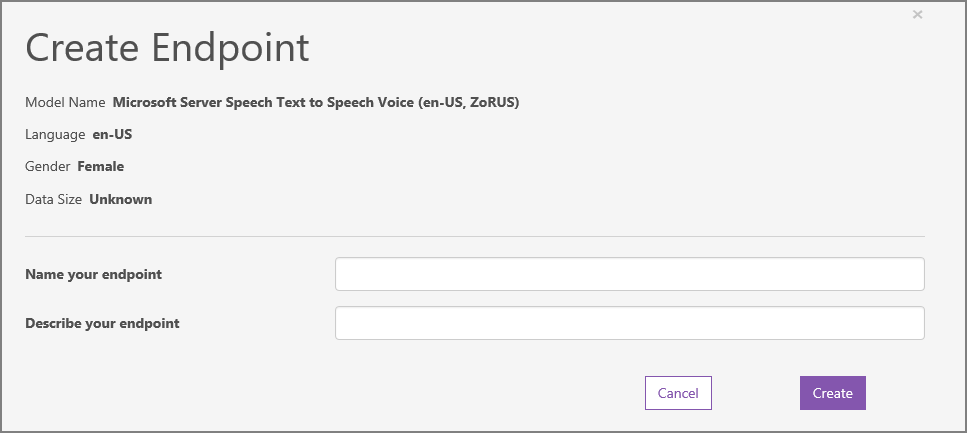 ×
Create Endpoint
Model Name Microsoft Server Speech Text to Speech Voice (en-US, ZoRUS)
Language en-US
Gender Female
Data Size Unknown
Name your endpoint
Describe your endpoint
Cancel Create